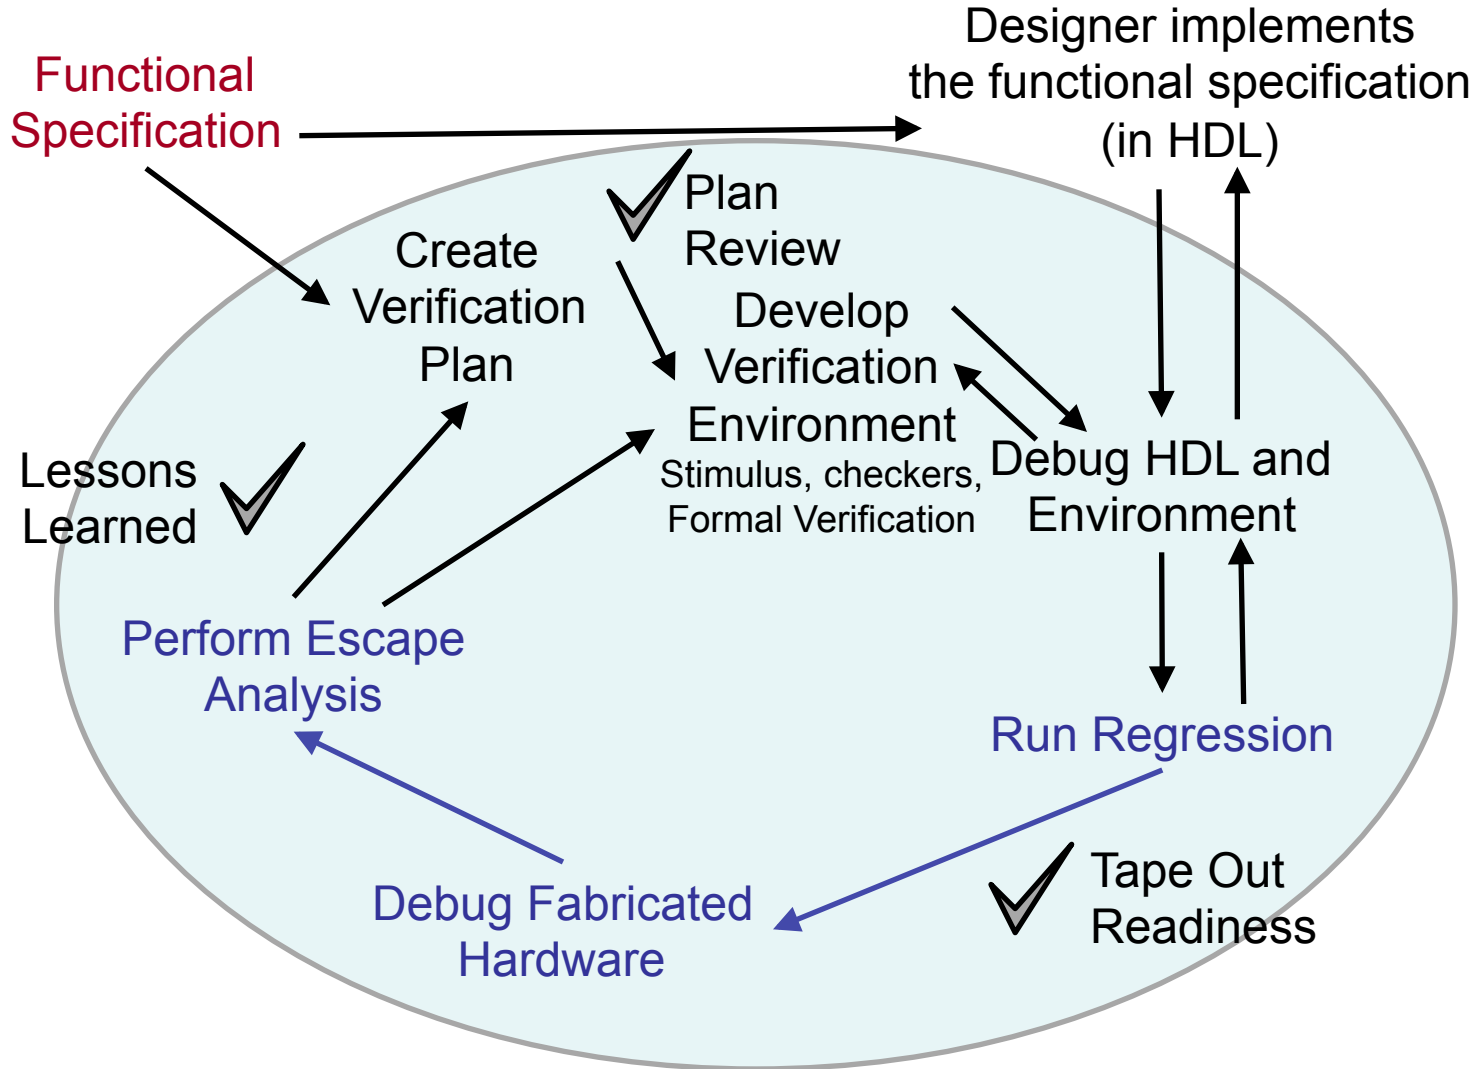 Functional
Specification
Designer implements
the functional specification
(in HDL)
Plan
Review
Create
Verification
Plan
Develop
Verification
Environment
Stimulus, checkers,
Formal Verification
Debug HDL and
Environment
Lessons
Learned
Perform Escape
Analysis
Run Regression
Debug Fabricated
Hardware
Tape Out
Readiness